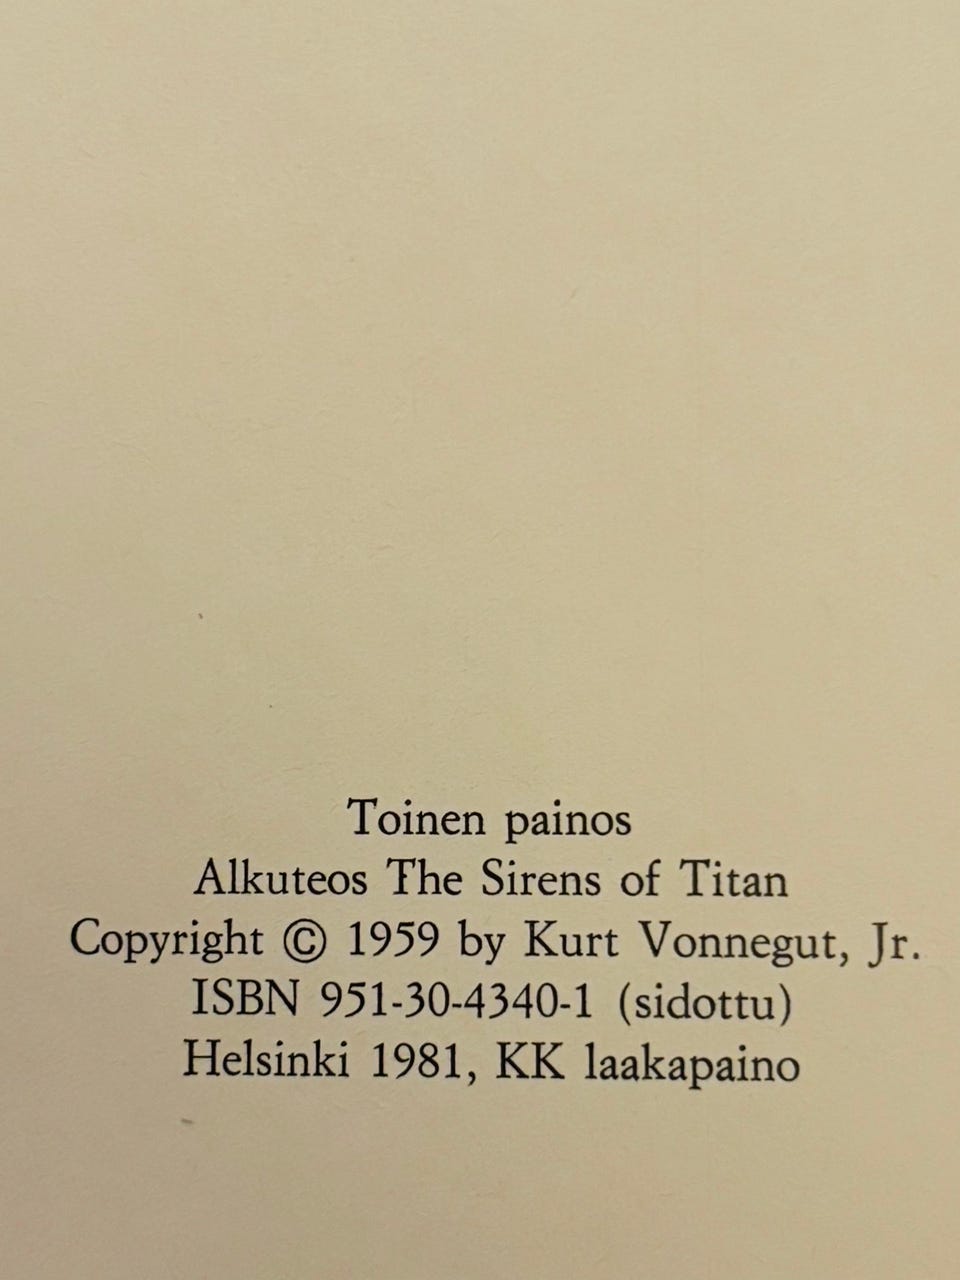 Toinen painos
Alkuteos The Sirens of Titan
Copyright © 1959 by Kurt Vonnegut, Jr.
ISBN 951-30-4340-1 (sidottu)
Helsinki 1981, KK laakapaino